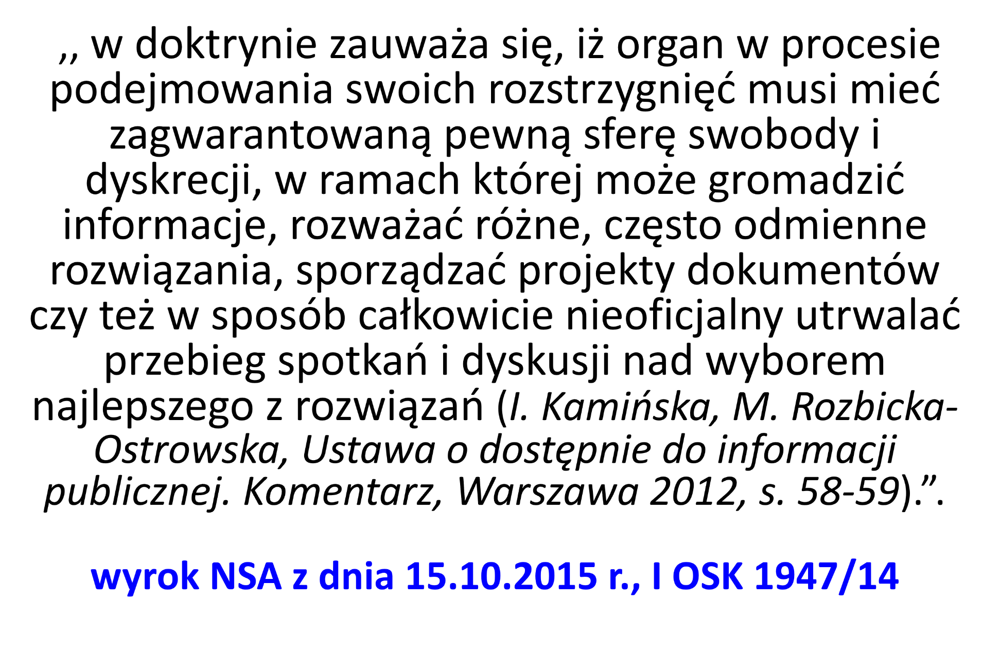 ,, w doktrynie zauważa się, iż organ w procesie
podejmowania swoich rozstrzygnięć musi mieć
zagwarantowaną pewną sferę swobody i
dyskrecji, w ramach której może gromadzić
informacje, rozważać różne, często odmienne
rozwiązania, sporządzać projekty dokumentów
czy też w sposób całkowicie nieoficjalny utrwalać
przebieg spotkań i dyskusji nad wyborem
najlepszego z rozwiązań (I. Kamińska, M. Rozbicka-
Ostrowska, Ustawa o dostępnie do informacji
publicznej. Komentarz, Warszawa 2012, s. 58-59).”.
wyrok NSA z dnia 15.10.2015 r., I OSK 1947/14